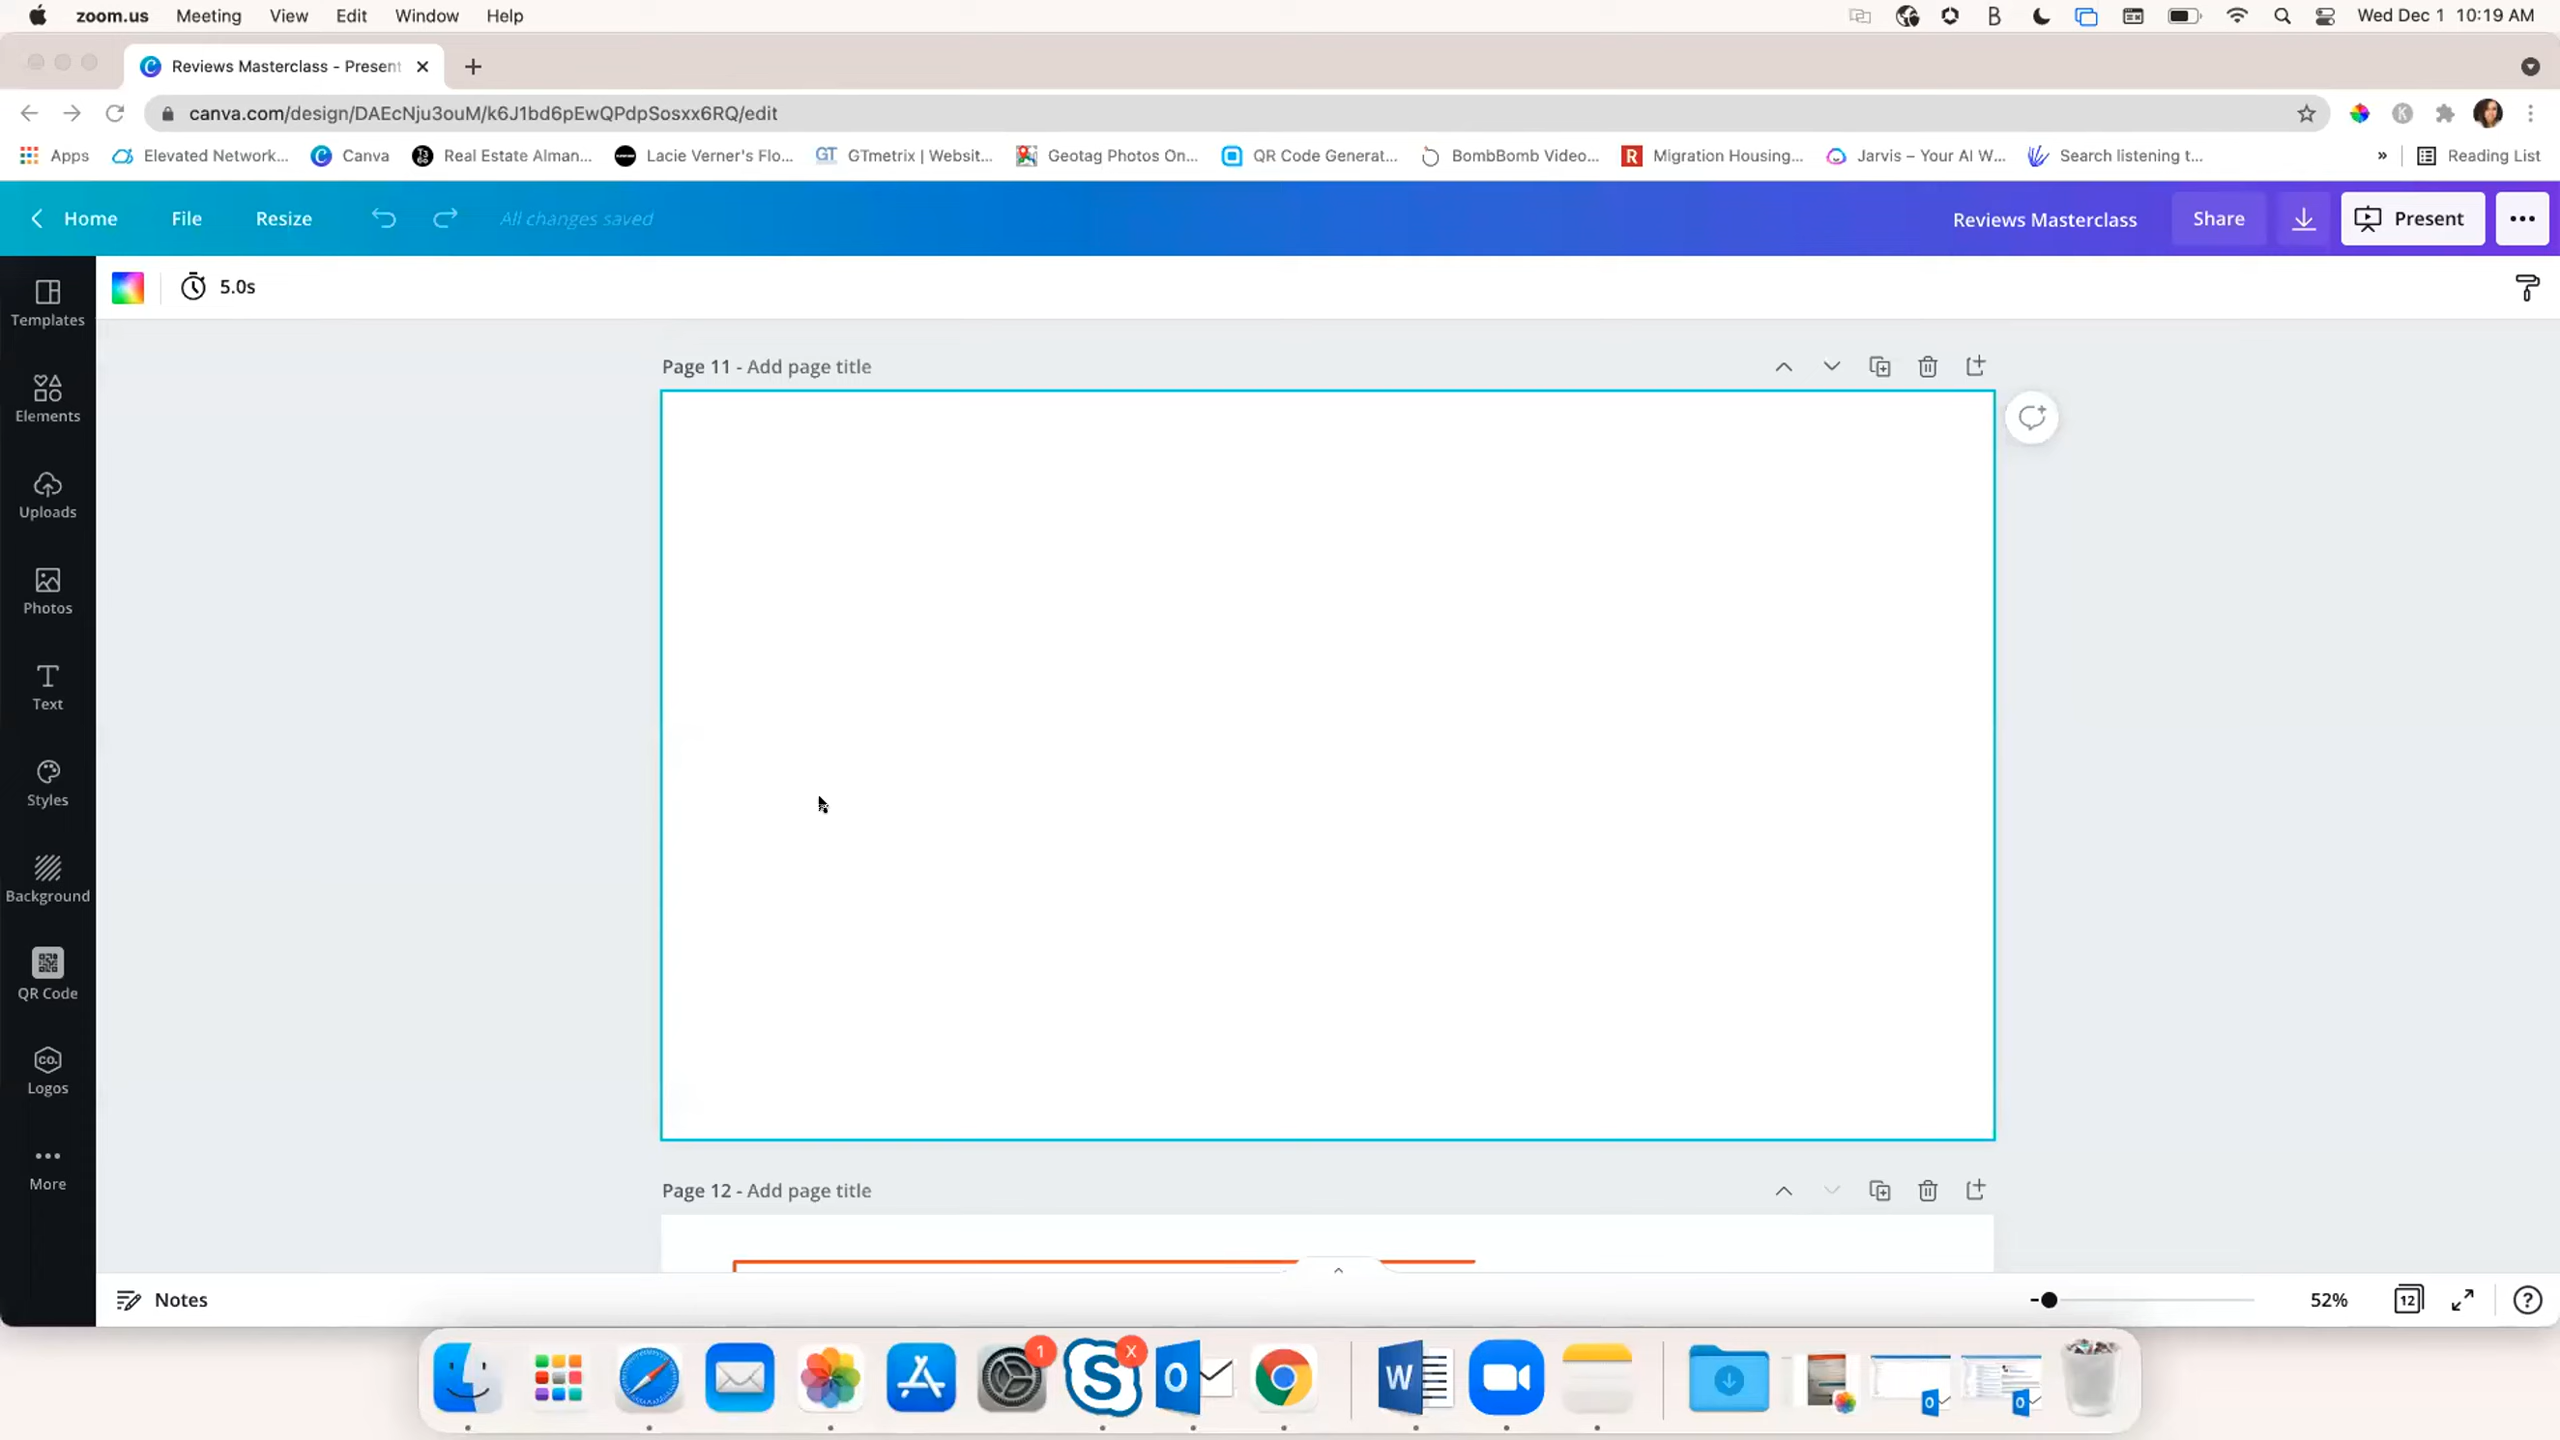 zoom.us Meeting View Edit Window Help Wed Dec 1 10:19 AM
Reviews Masterclass - Present
canva.com/design/DAEcNju3ouM/k6J1bd6pEwQPdpSosxx6RQ/edit
Apps Elevated Network... Canva Real Estate Alman... Lacie Verner's Flo... GT GTmetrix | Websit... Geotag Photos On... QR Code Generat... BombBomb Video... R Migration Housing... Jarvis – Your AI W... Search listening t... » Reading List
Home File Resize All changes saved Reviews Masterclass Share Present
5.0s
Templates
Page 11 - Add page title
Elements
Uploads
Photos
Text
Styles
Background
QR Code
CO.
Logos
More
Page 12 - Add page title
Notes 52% 12 ?
1 S X O W O O